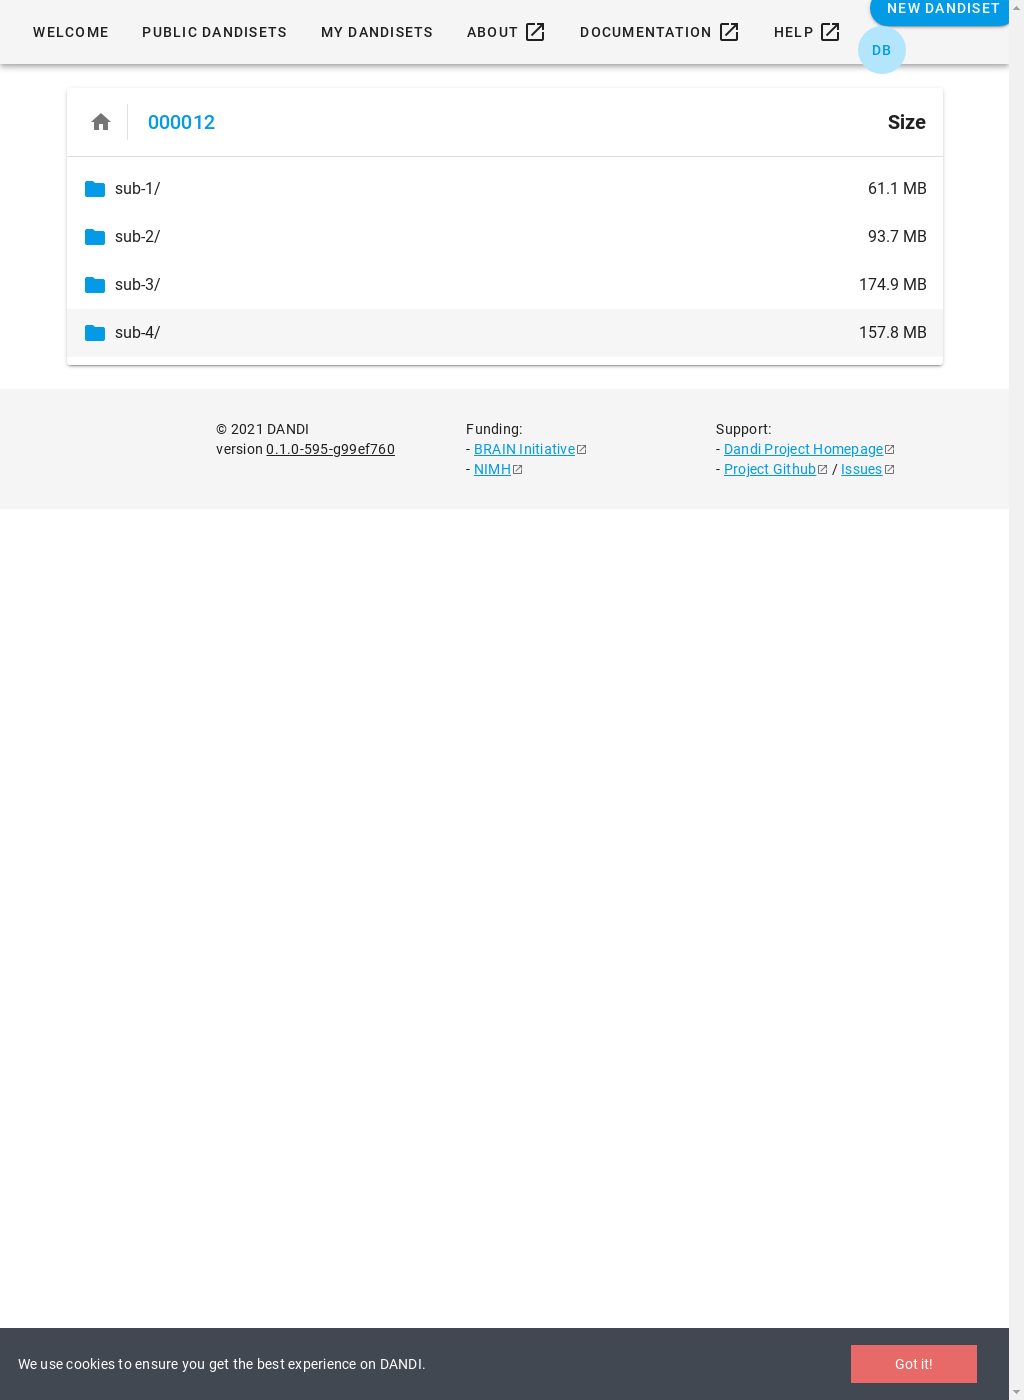 NEW DANDISET
WELCOME PUBLIC DANDISETS MY DANDISETS ABOUT DOCUMENTATION HELP
DB
000012 Size
sub-1/ 61.1 MB
sub-2/ 93.7 MB
sub-3/ 174.9 MB
sub-4/ 157.8 MB
© 2021 DANDI
version 0.1.0-595-g99ef760
Funding:
- BRAIN Initiative
- NIMH
Support:
- Dandi Project Homepage
- Project Github / Issues
We use cookies to ensure you get the best experience on DANDI.
Got it!